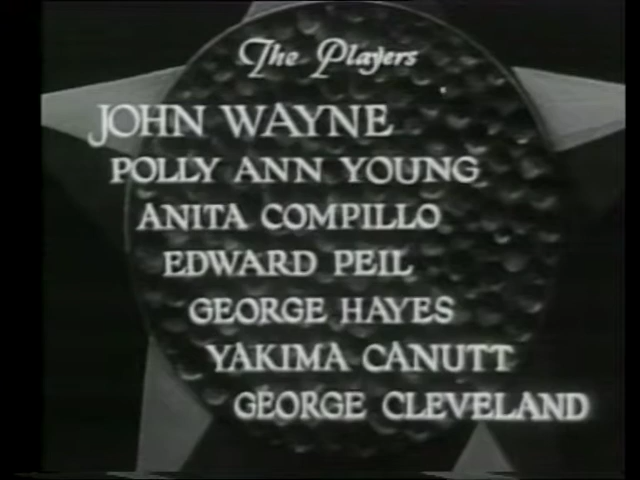 The Players
JOHN WAYNE
POLLY ANN YOUNG
ANITA COMPILLO
EDWARD PEIL
GEORGE HAYES
YAKIMA CANUTT
GEORGE CLEVELAND